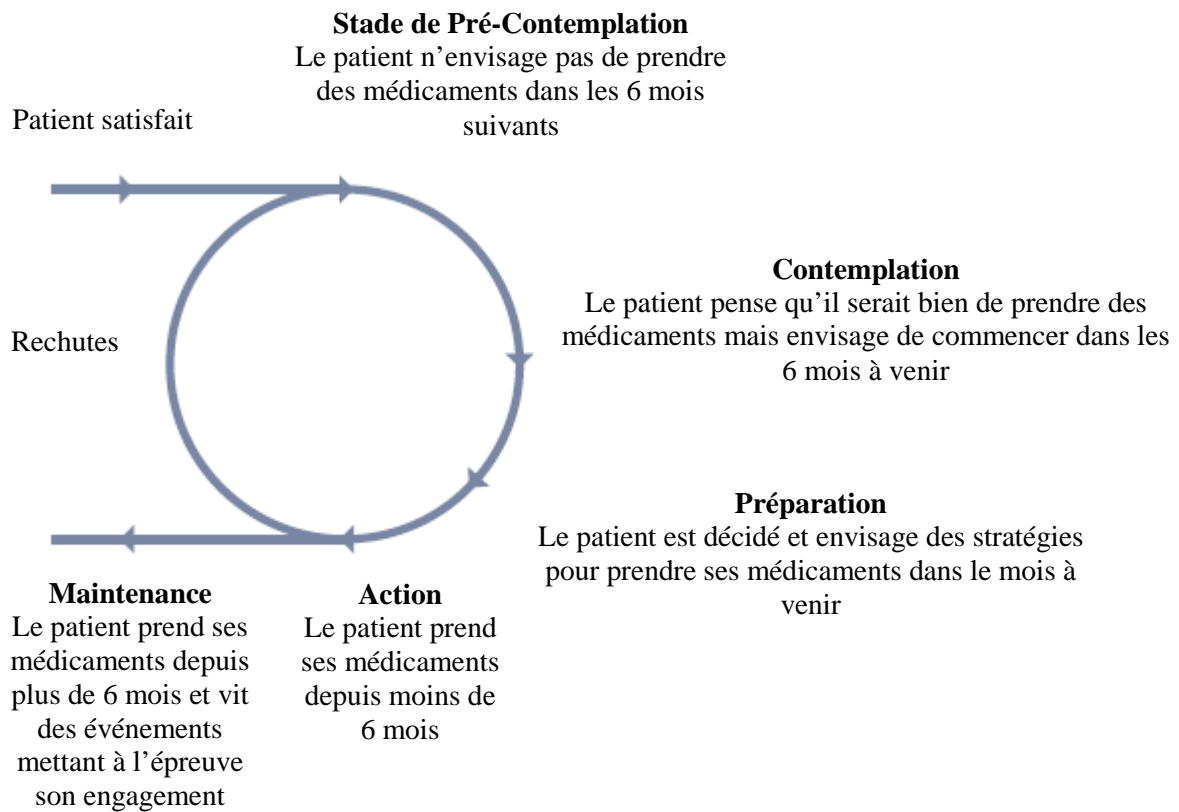 Stade de Pré-Contemplation
Le patient n’envisage pas de prendre
des médicaments dans les 6 mois
suivants
Patient satisfait
Contemplation
Le patient pense qu’il serait bien de prendre des
médicaments mais envisage de commencer dans les
6 mois à venir
Rechutes
Préparation
Le patient est décidé et envisage des stratégies
pour prendre ses médicaments dans le mois à
venir
Action
Le patient prend
ses médicaments
depuis moins de
6 mois
Maintenance
Le patient prend ses
médicaments depuis
plus de 6 mois et vit
des événements
mettant à l’épreuve
son engagement